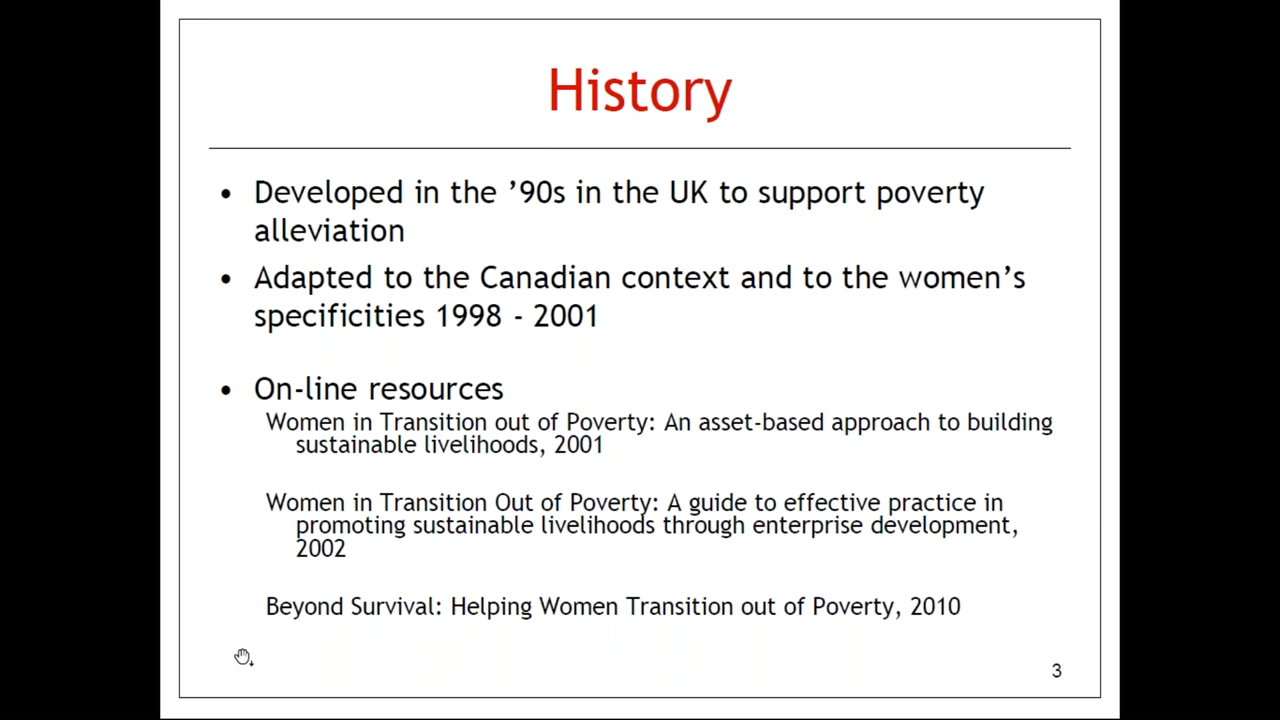 History
• Developed in the ’90s in the UK to support poverty
alleviation
• Adapted to the Canadian context and to the women’s
specificities 1998 - 2001
• On-line resources
Women in Transition out of Poverty: An asset-based approach to building
sustainable livelihoods, 2001
Women in Transition Out of Poverty: A guide to effective practice in
promoting sustainable livelihoods through enterprise development,
2002
Beyond Survival: Helping Women Transition out of Poverty, 2010
3